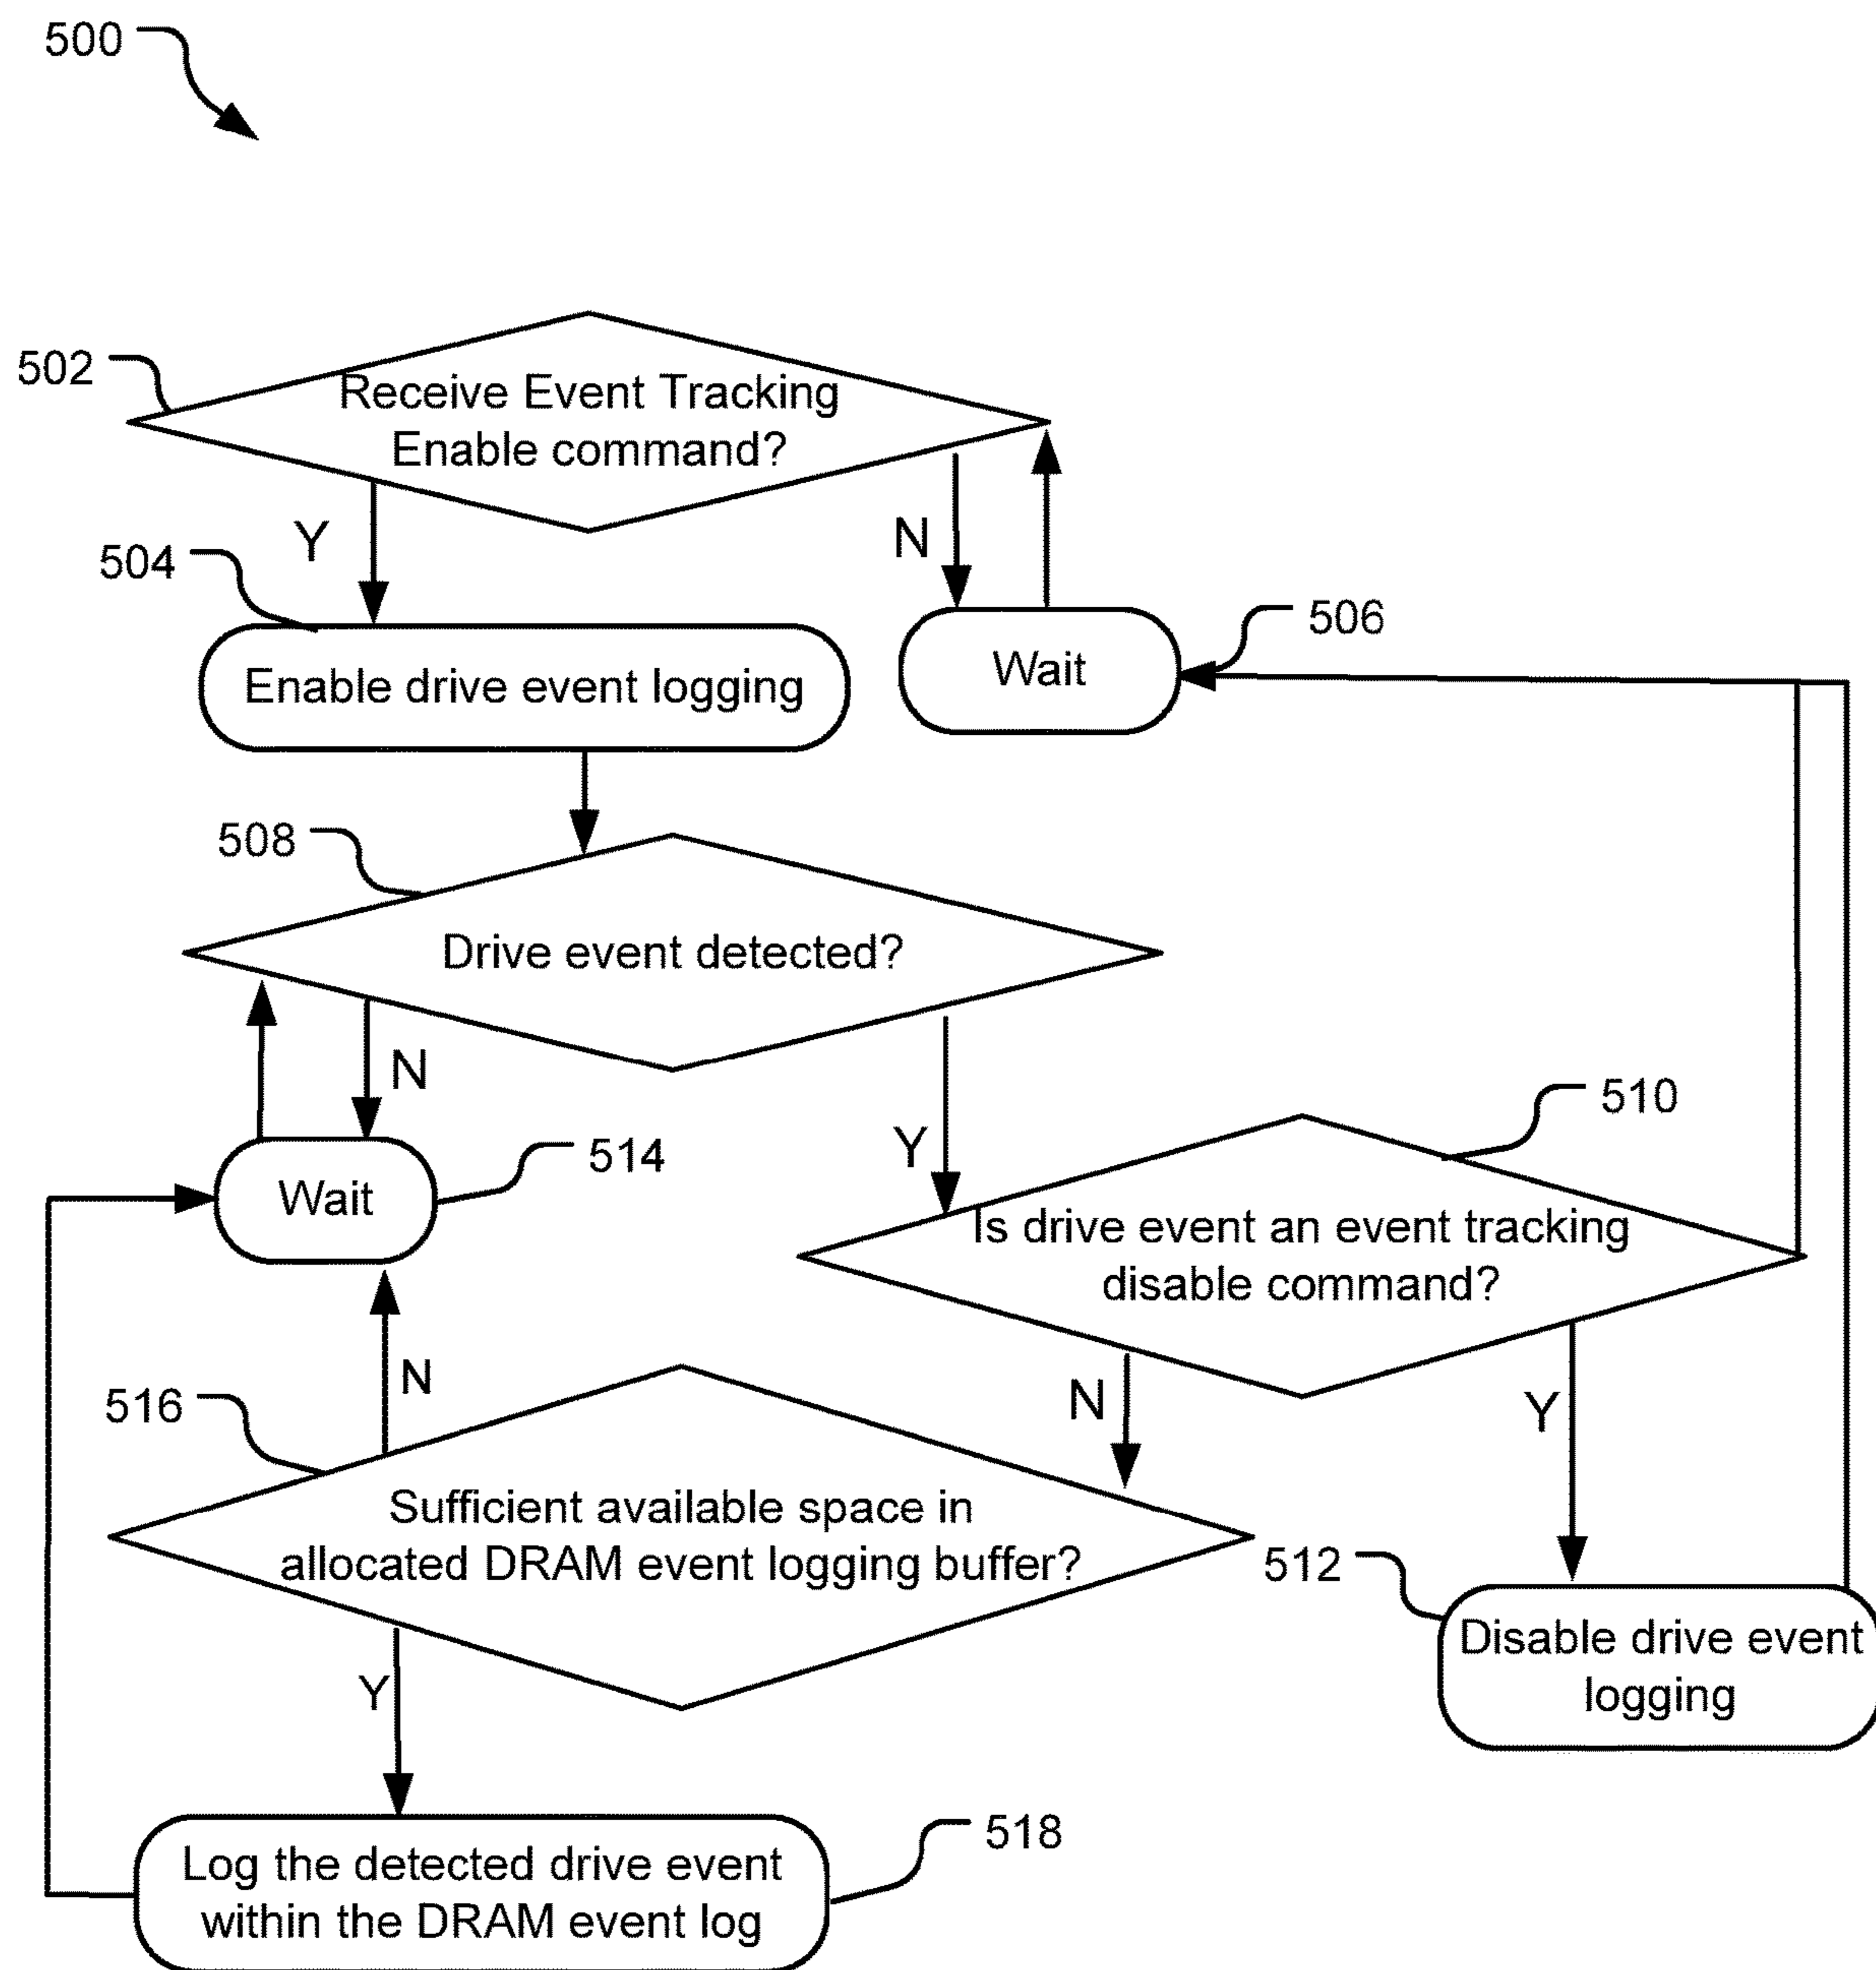 500
502
Receive Event Tracking
Enable command?
Y
N
504
506
Enable drive event logging
Wait
508
Drive event detected?
N
Y
510
514
Wait
Is drive event an event tracking
disable command?
N
N
Y
516
Sufficient available space in
allocated DRAM event logging buffer?
512
Disable drive event
logging
Y
518
Log the detected drive event
within the DRAM event log